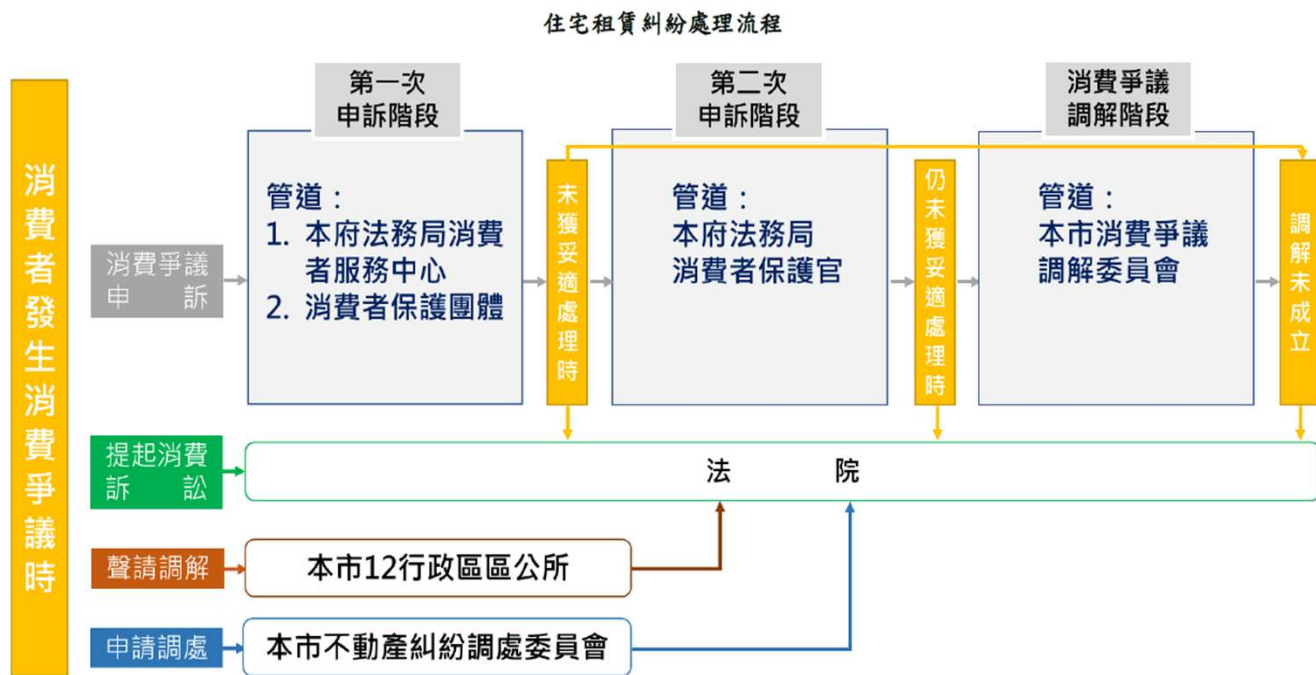 住宅租賃糾紛處理流程
消費者發生消費爭議時
第一次
申訴階段
第二次
申訴階段
消費爭議
調解階段
消費爭議
申訴
管道：
1. 本府法務局消費
者服務中心
2. 消費者保護團體
未獲妥適處理時
管道：
本府法務局
消費者保護官
仍未獲妥適處理時
管道：
本市消費爭議
調解委員會
調解未成立
提起消費
訴訟
法院
聲請調解
本市12行政區區公所
申請調處
本市不動產糾紛調處委員會